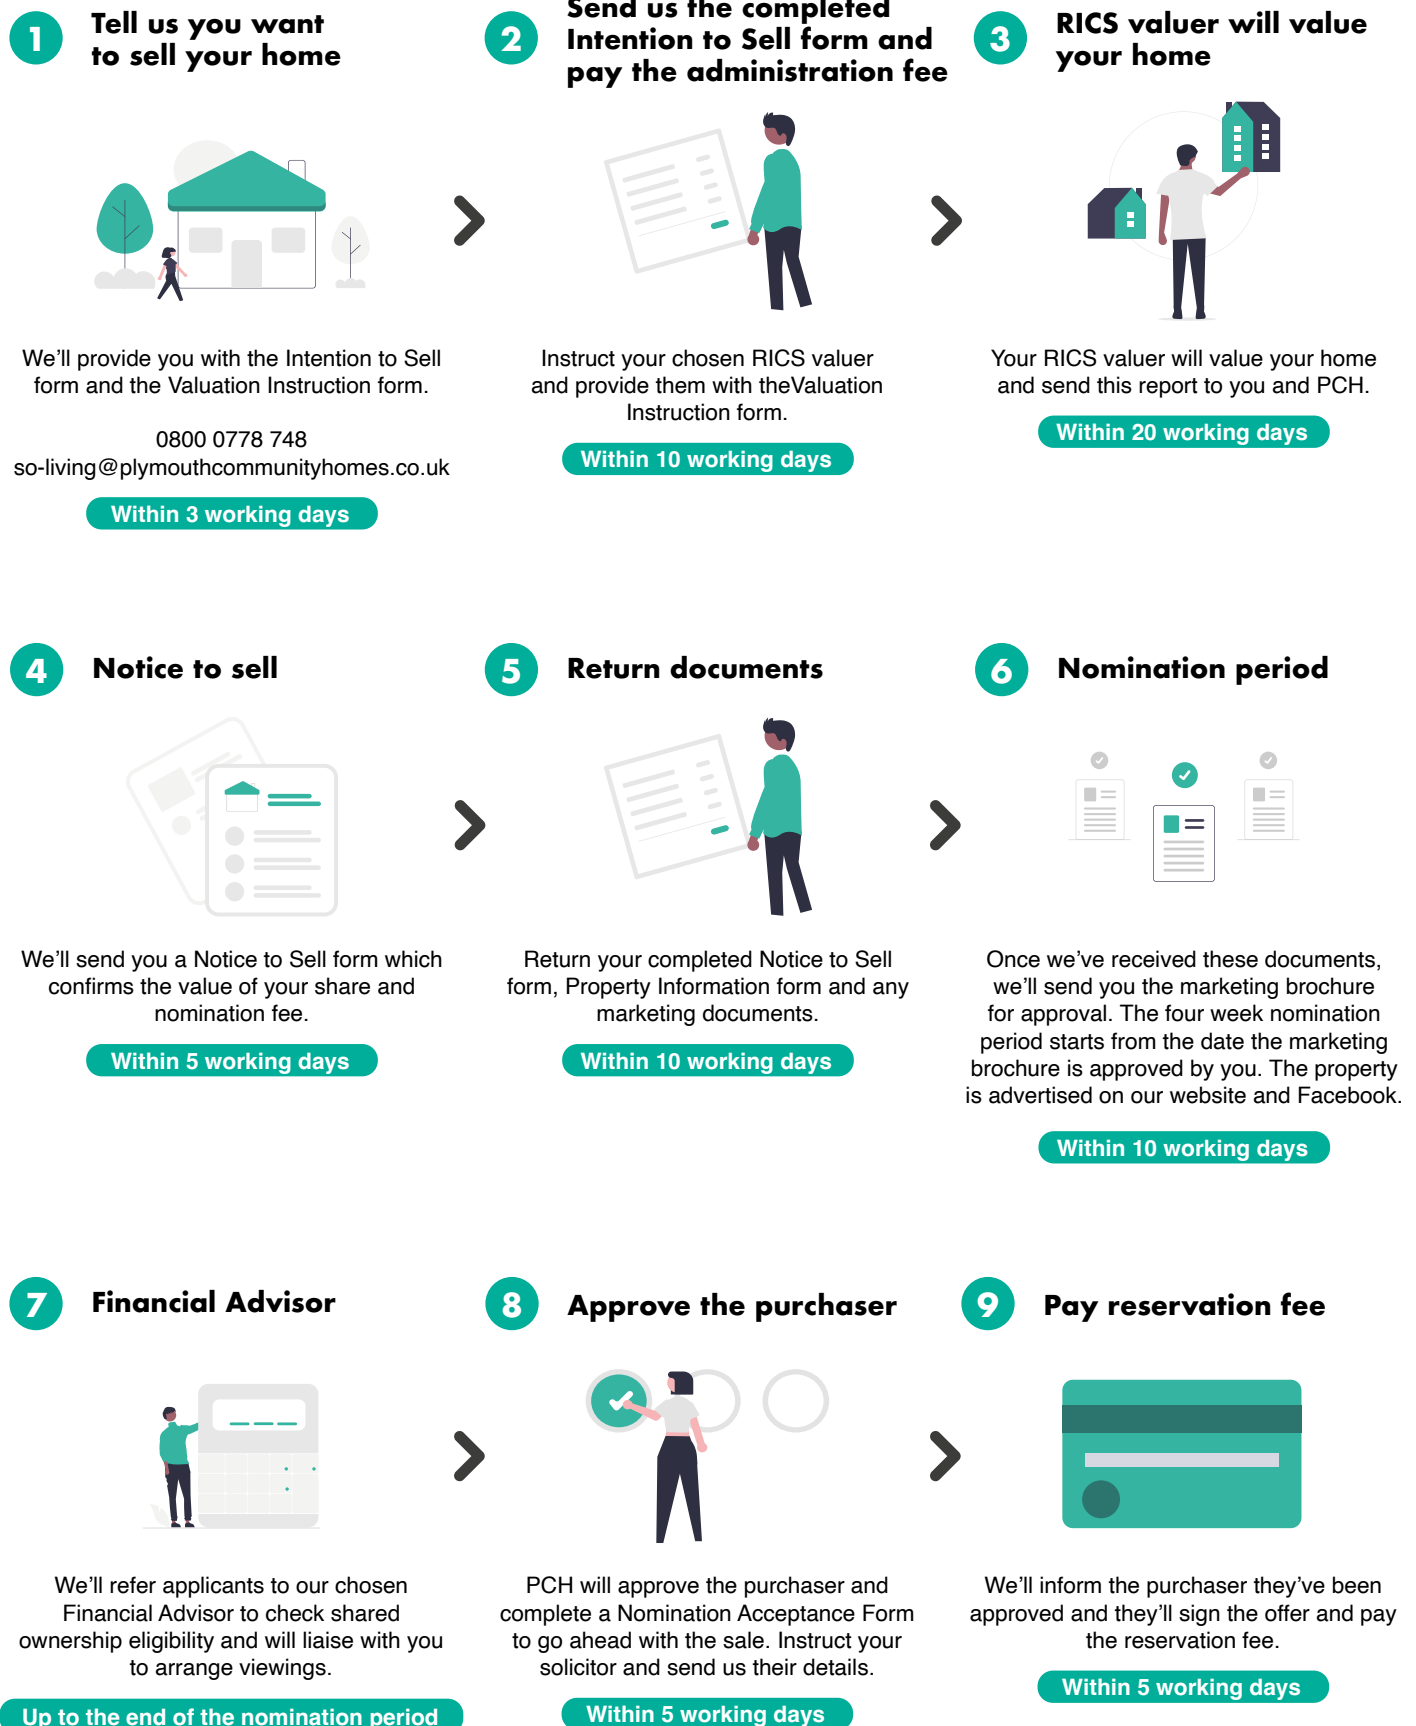 1
Tell us you want
to sell your home
We'll provide you with the Intention to Sell
form and the Valuation Instruction form.
0800 0778 748
so-living@plymouthcommunityhomes.co.uk
Within 3 working days
2
Send us the completed
Intention to Sell form and
pay the administration fee
Instruct your chosen RICS valuer
and provide them with theValuation
Instruction form.
Within 10 working days
3
RICS valuer will value
your home
Your RICS valuer will value your home
and send this report to you and PCH.
Within 20 working days
4
Notice to sell
We'll send you a Notice to Sell form which
confirms the value of your share and
nomination fee.
Within 5 working days
5
Return documents
Return your completed Notice to Sell
form, Property Information form and any
marketing documents.
Within 10 working days
6
Nomination period
Once we've received these documents,
we'll send you the marketing brochure
for approval. The four week nomination
period starts from the date the marketing
brochure is approved by you. The property
is advertised on our website and Facebook.
Within 10 working days
7
Financial Advisor
We'll refer applicants to our chosen
Financial Advisor to check shared
ownership eligibility and will liaise with you
to arrange viewings.
Up to the end of the nomination period
8
Approve the purchaser
PCH will approve the purchaser and
complete a Nomination Acceptance Form
to go ahead with the sale. Instruct your
solicitor and send us their details.
Within 5 working days
9
Pay reservation fee
We'll inform the purchaser they've been
approved and they'll sign the offer and pay
the reservation fee.
Within 5 working days